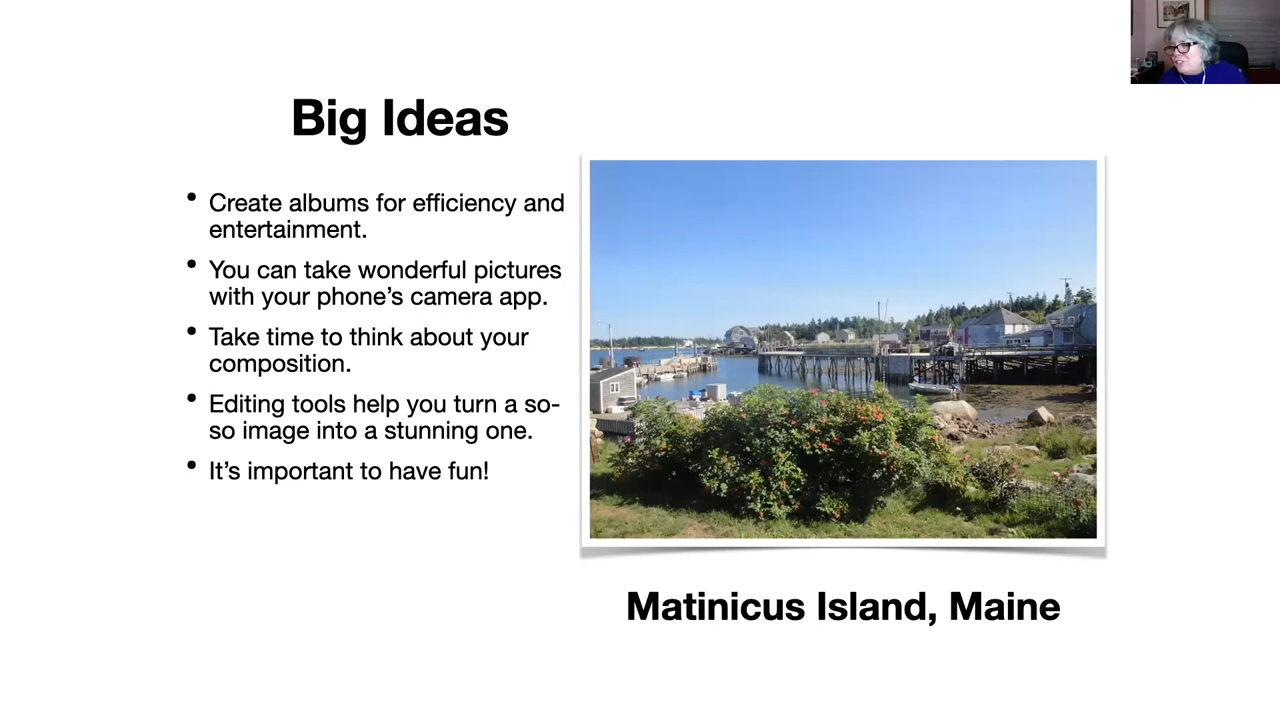 Big Ideas
• Create albums for efficiency and
entertainment.
• You can take wonderful pictures
with your phone’s camera app.
• Take time to think about your
composition.
• Editing tools help you turn a so-
so image into a stunning one.
• It’s important to have fun!
Matinicus Island, Maine